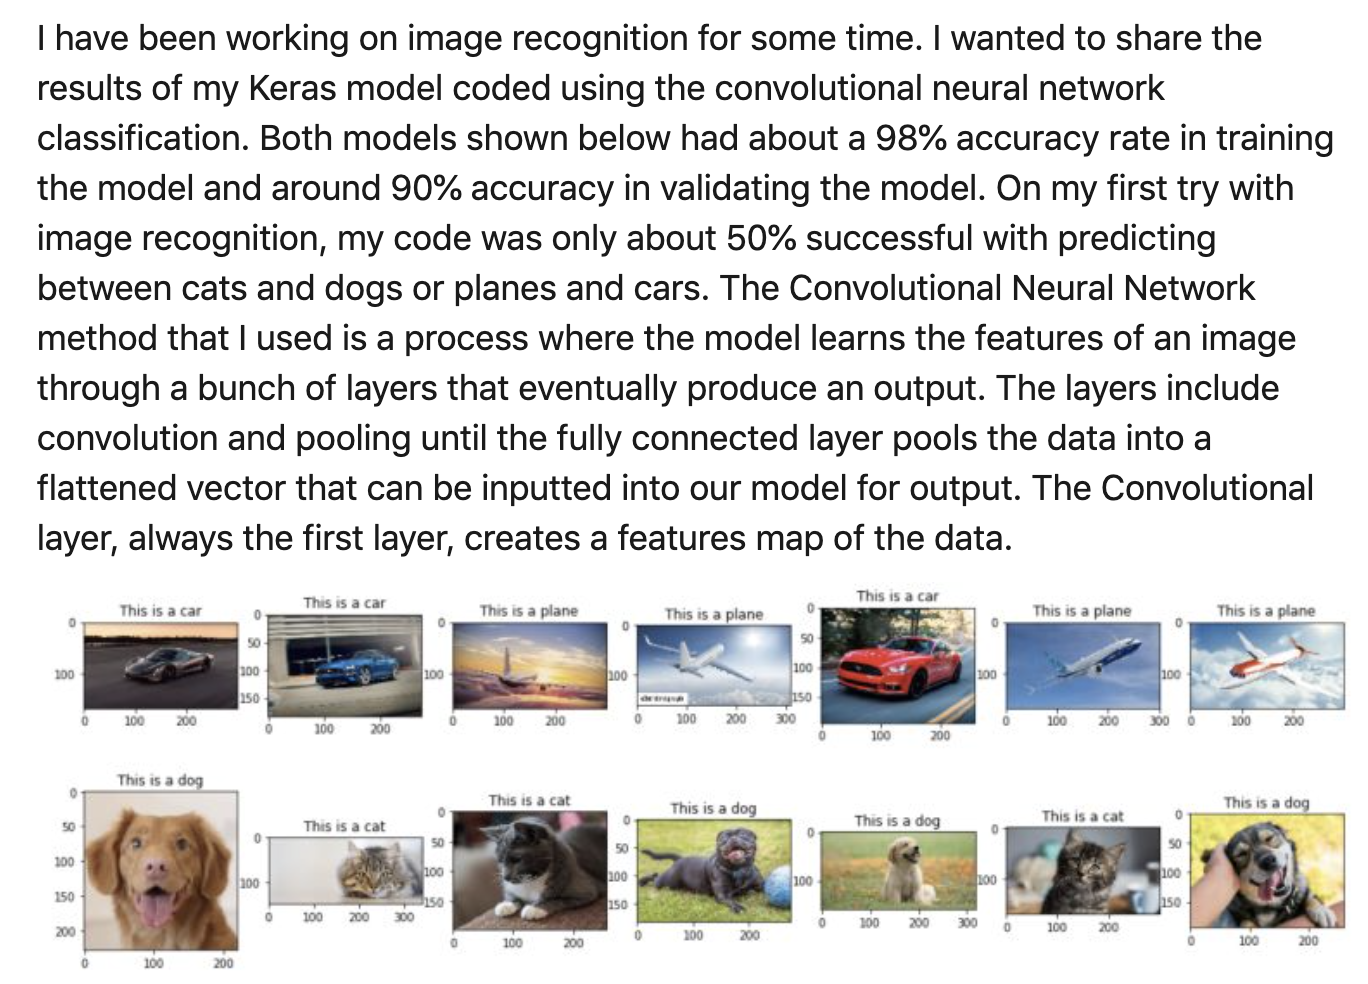 I have been working on image recognition for some time. I wanted to share the
results of my Keras model coded using the convolutional neural network
classification. Both models shown below had about a 98% accuracy rate in training
the model and around 90% accuracy in validating the model. On my first try with
image recognition, my code was only about 50% successful with predicting
between cats and dogs or planes and cars. The Convolutional Neural Network
method that I used is a process where the model learns the features of an image
through a bunch of layers that eventually produce an output. The layers include
convolution and pooling until the fully connected layer pools the data into a
flattened vector that can be inputted into our model for output. The Convolutional
layer, always the first layer, creates a features map of the data.
This is a car
0
100
0 100 200
This is a car
0
50
100
150
0 100 200
This is a plane
0
100
0 100 200
This is a plane
0
100
0 100 200 300
This is a car
0
50
100
150
0 100 200
This is a plane
0
100
0 100 200 300
This is a plane
0
100
0 100 200
This is a dog
0
50
100
150
200
0 100 200
This is a cat
0
100
0 100 200 300
This is a cat
0
50
100
150
0 100 200
This is a dog
0
50
100
150
0 100 200
This is a dog
0
100
0 100 200 300
This is a cat
0
100
0 100 200
This is a dog
0
50
100
150
0 100 200